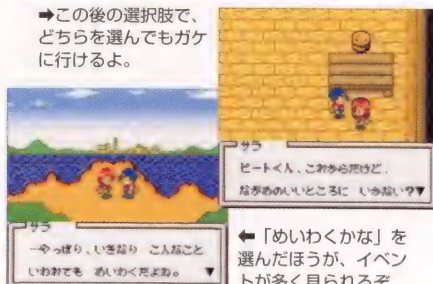 ➡この後の選択肢で、
どちらを選んでもガケ
に行けるよ。
サラ
ピートくん、これからだけど、
ながめのいいところに いかない?▼
サラ
…やっぱり、いきなり こんなこと
いわれても めいわくだよね。 ▼
⬅「めいわくかな」を
選んだほうが、イベン
トが多く見られるぞ